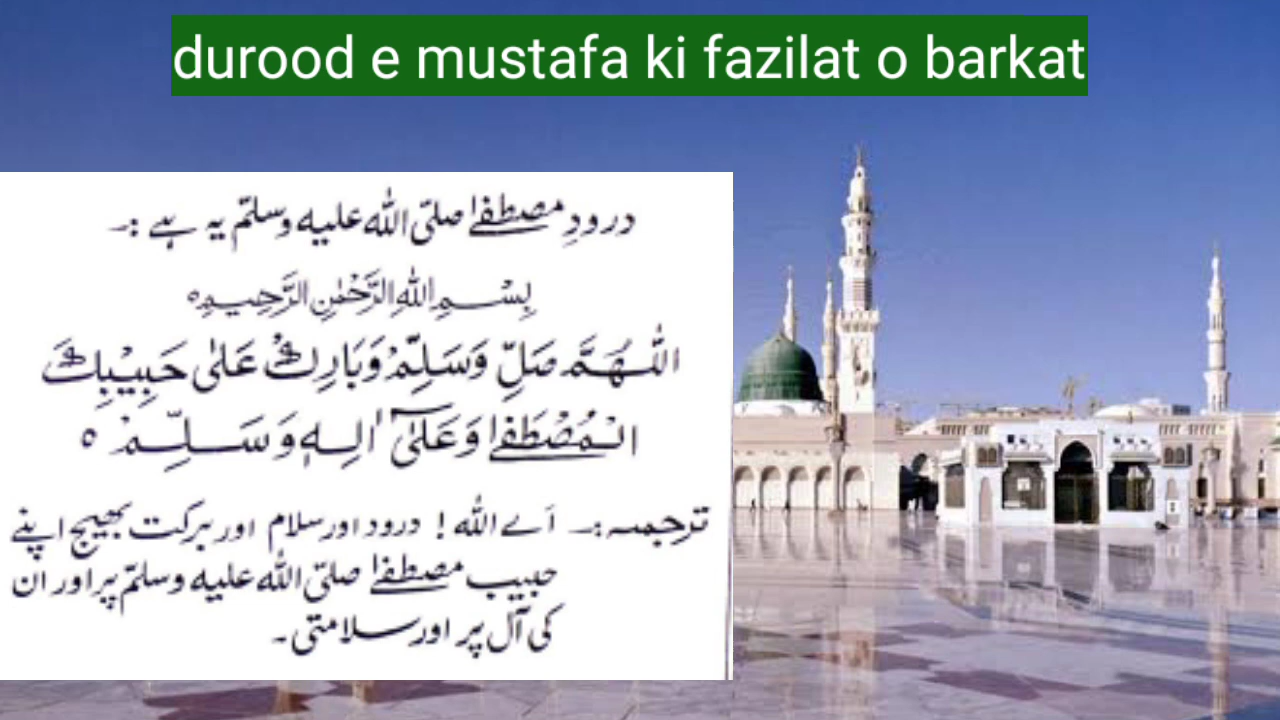 durood e mustafa ki fazilat o barkat
درودِ مصطفےٰ صلیّ اللہ علیہ وسلمّ یہ ہے :۔
بِسْمِ اللهِ الرَّحْمٰنِ الرَّحِيمِ ه
اَللّٰهُمَّ صَلِّ وَسَلِّمْ وَبَارِكْ عَلٰى حَبِيْبِكَ
الْمُصْطَفٰے وَعَلٰٓى اٰلِهٖ وَسَلِّمْ ه
ترجمہ :۔ اَے اللہ ! درود اور سلام اور برکت بھیج اپنے
حبیب مصطفےٰ صلیّ اللہ علیہ وسلمّ پر اور ان
کی آل پر اور سلامتی ۔